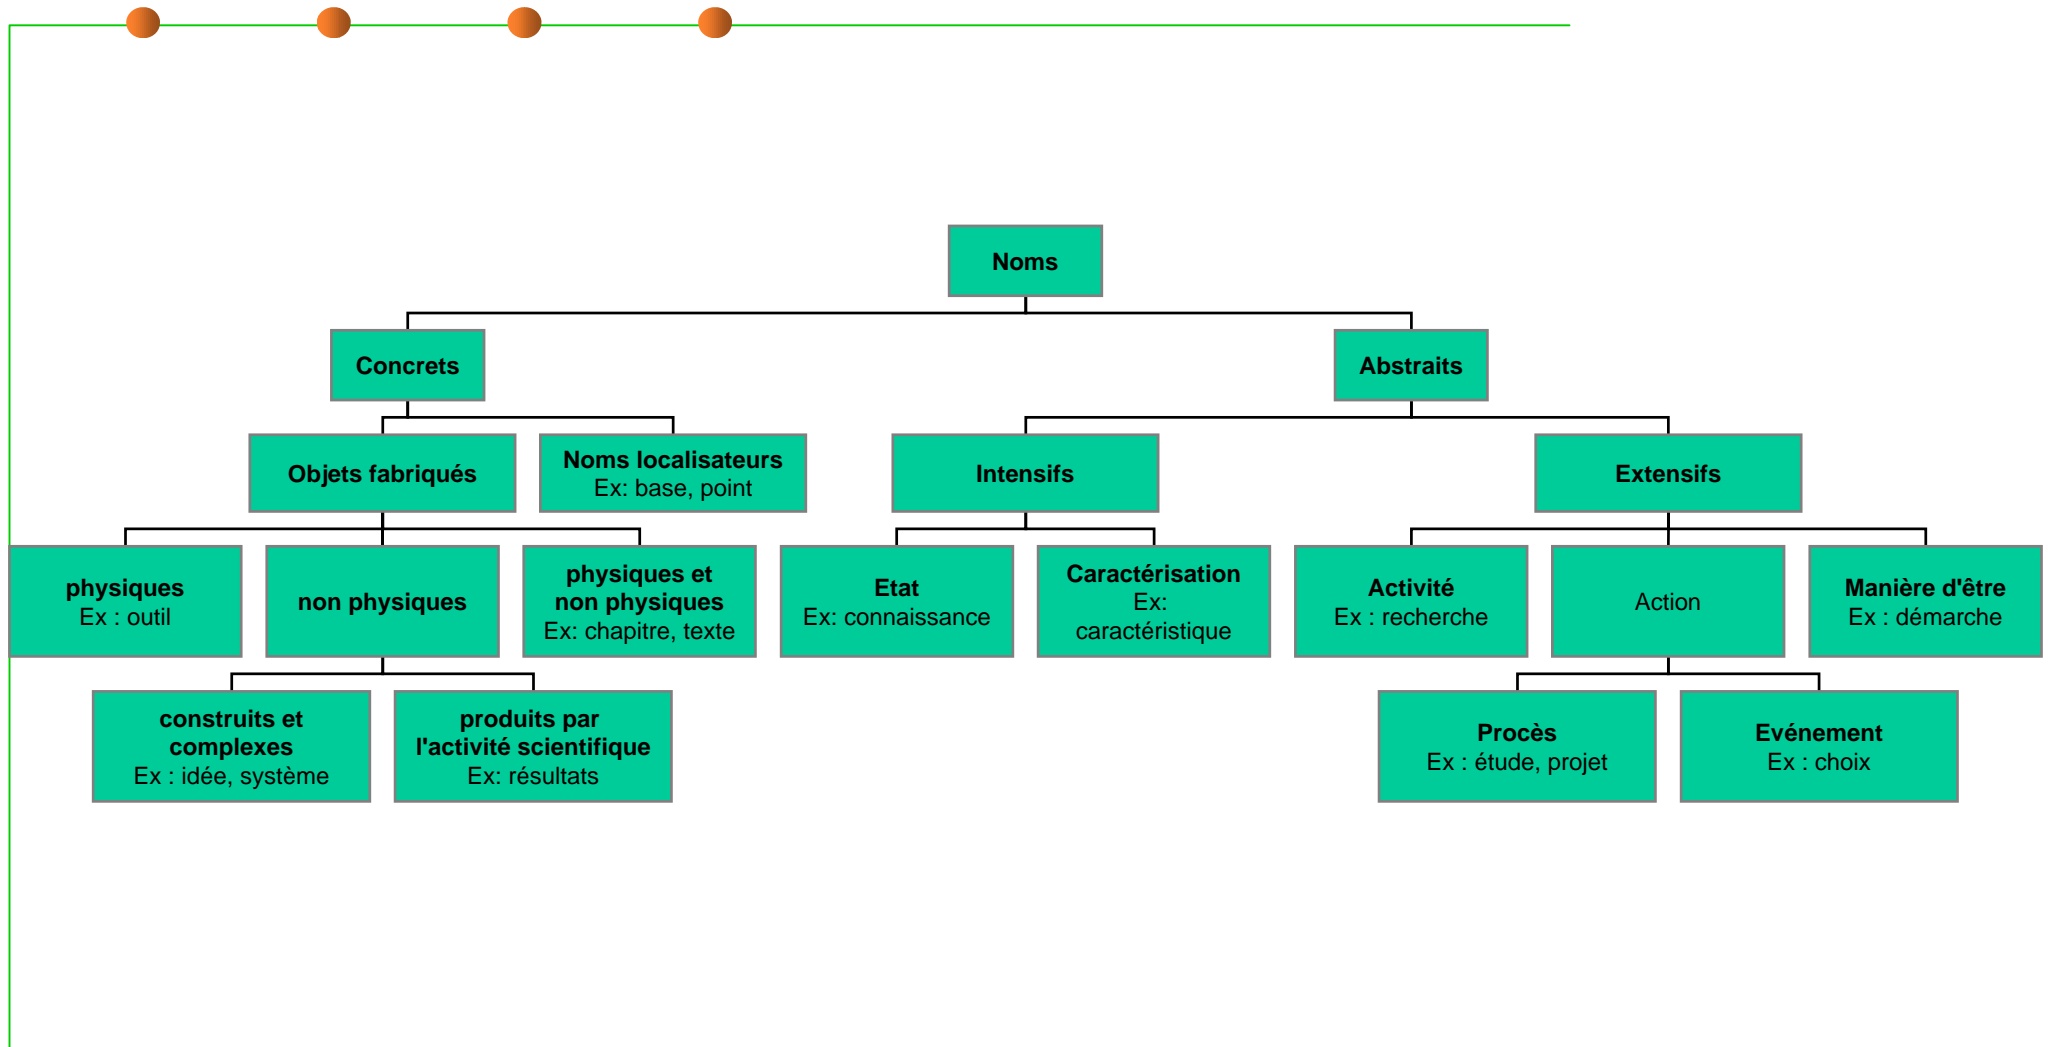 Noms
Concrets
Abstraits
Objets fabriqués
Noms localisateurs
Ex: base, point
Intensifs
Extensifs
physiques
Ex : outil
non physiques
physiques et
non physiques
Ex: chapitre, texte
Etat
Ex: connaissance
Caractérisation
Ex:
caractéristique
Activité
Ex : recherche
Action
Manière d'être
Ex : démarche
construits et
complexes
Ex : idée, système
produits par
l'activité scientifique
Ex: résultats
Procès
Ex : étude, projet
Evénement
Ex : choix